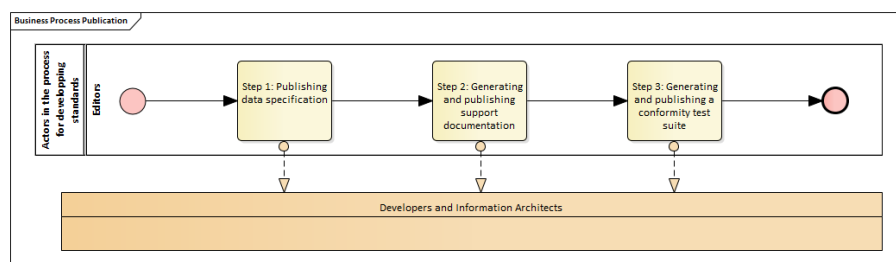 Business Process Publication
Actors in the process
for developping
standards
Editors
Step 1: Publishing
data specification
Step 2: Generating
and publishing
support
documentation
Step 3: Generating
and publishing a
conformity test
suite
Developers and Information Architects